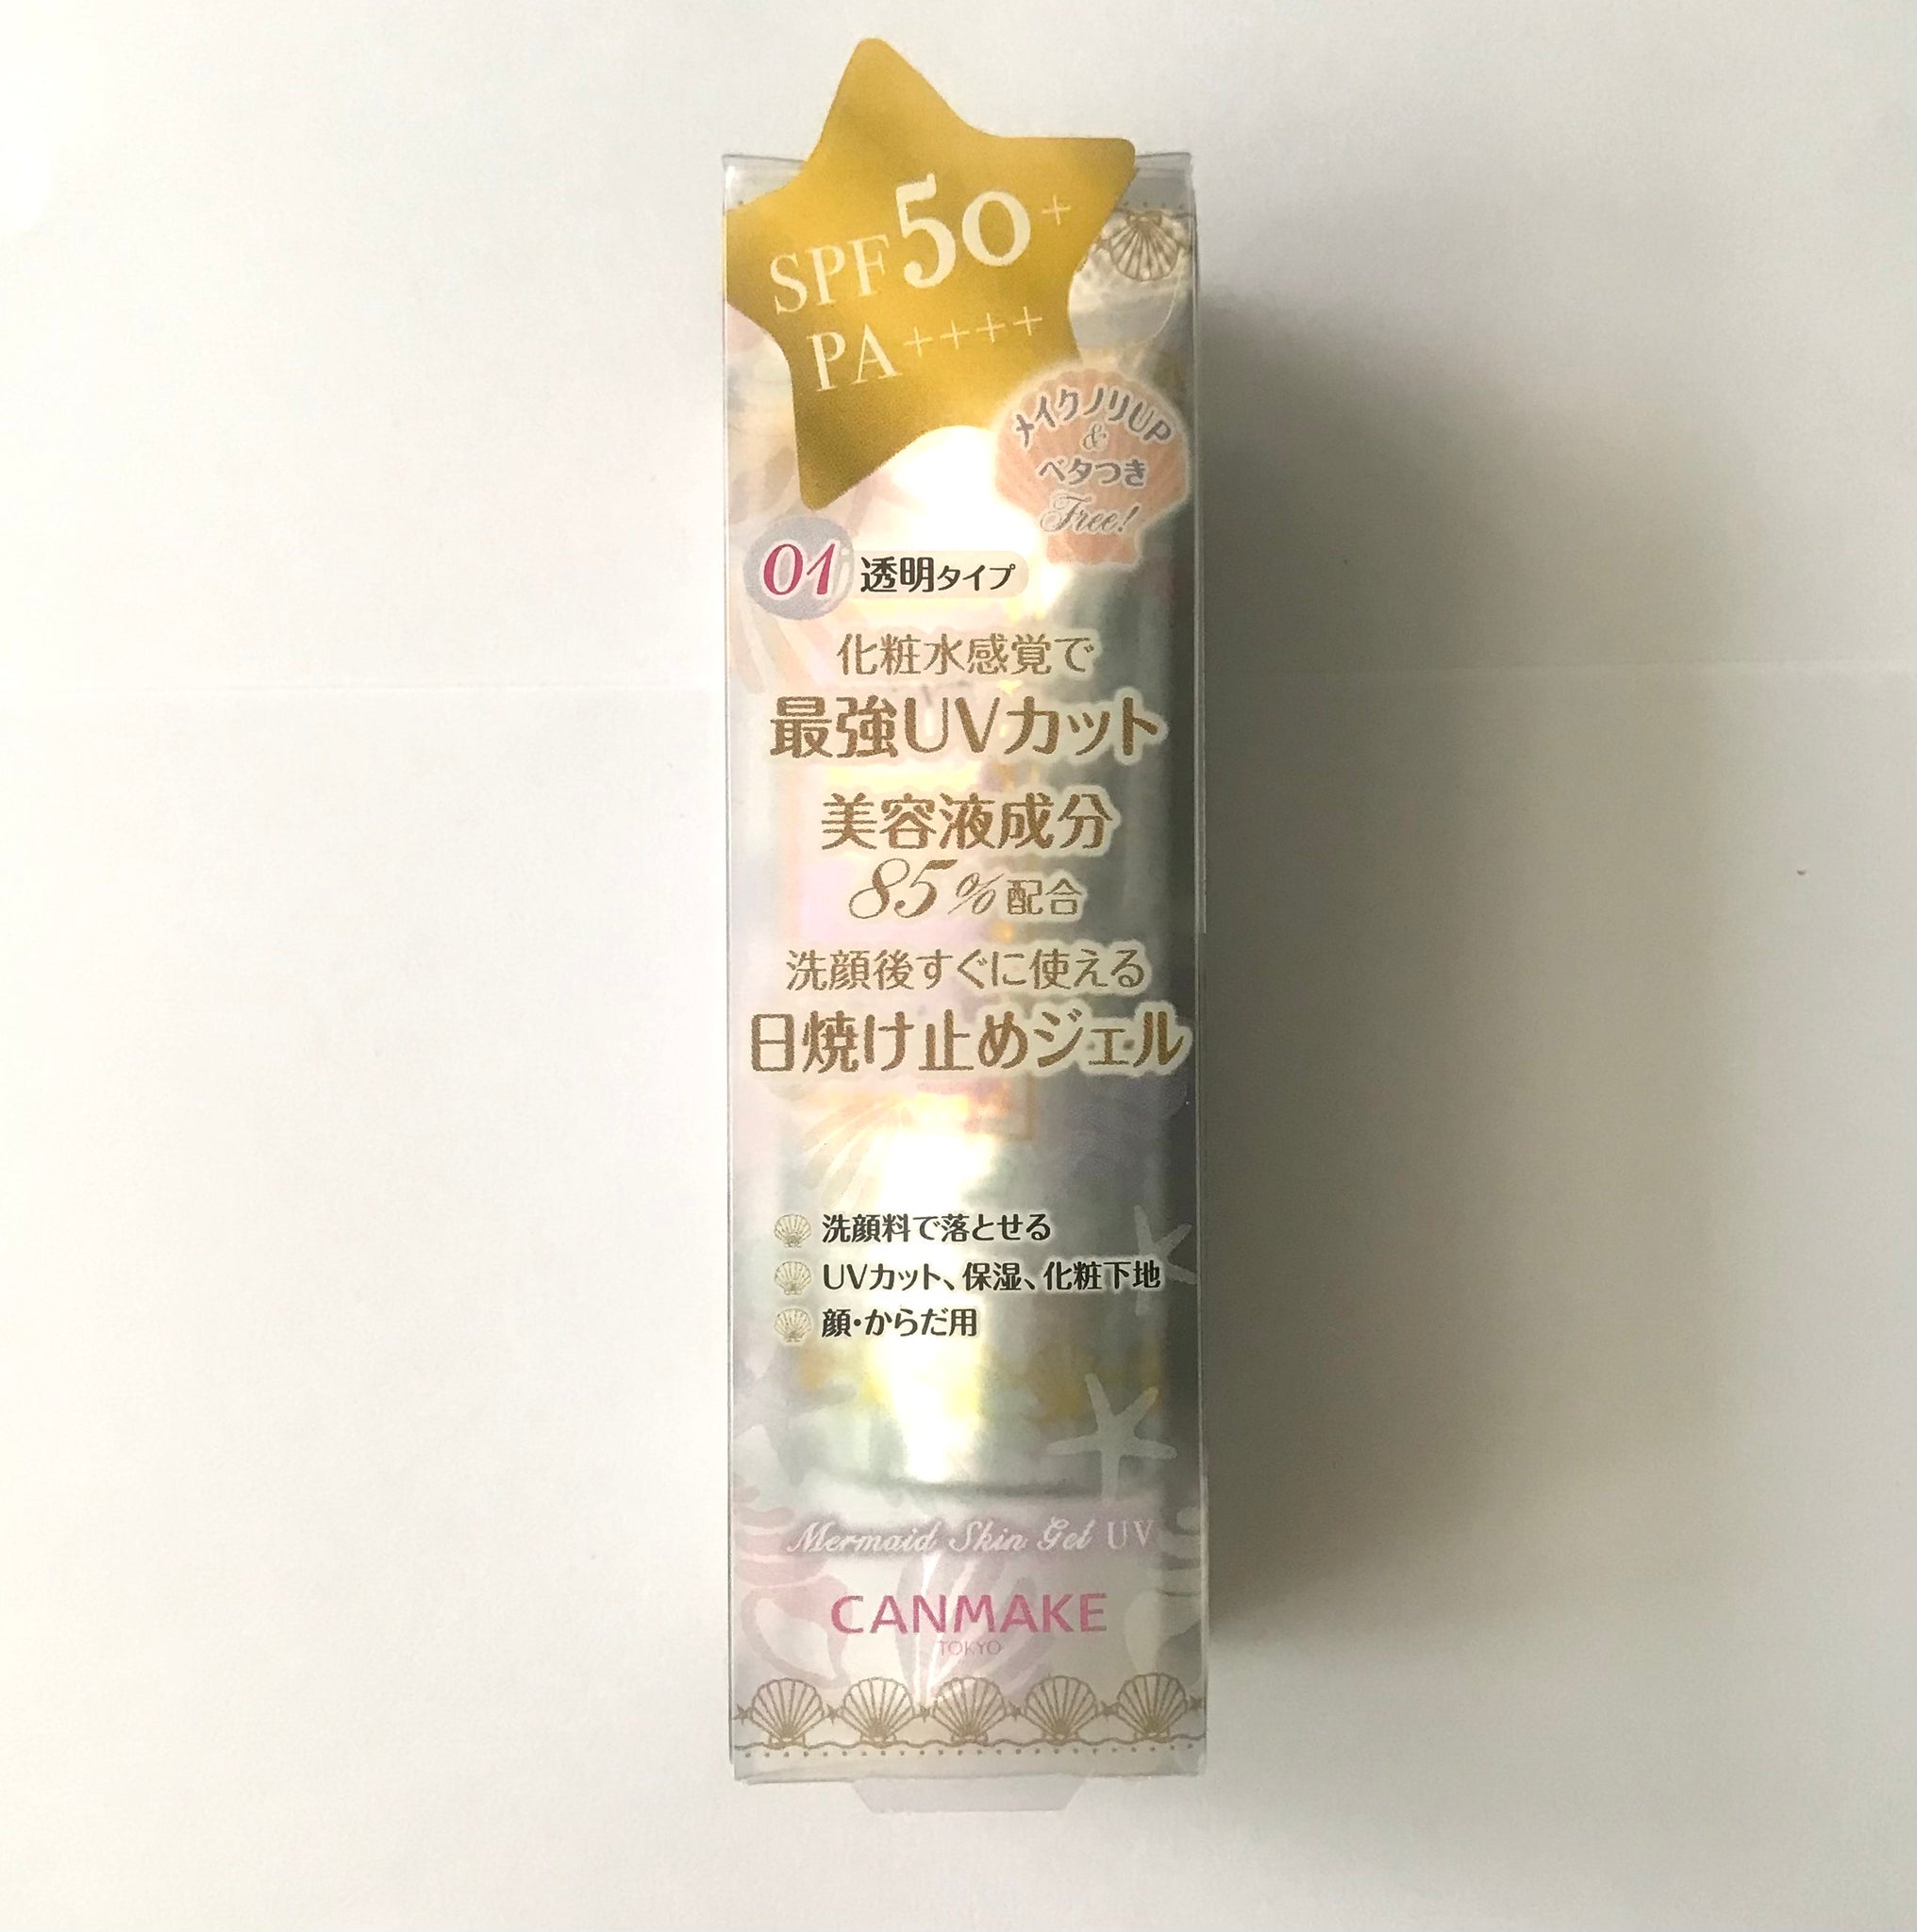 SPF50+
PA++++
メイクノリUP
&
ベタつき
Free!
01 透明タイプ
化粧水感覚で
最強UVカット
美容液成分
85%配合
洗顔後すぐに使える
日焼け止めジェル
洗顔料で落とせる
UVカット、保湿、化粧下地
顔・からだ用
Mermaid Skin Gel UV
CANMAKE
TOKYO